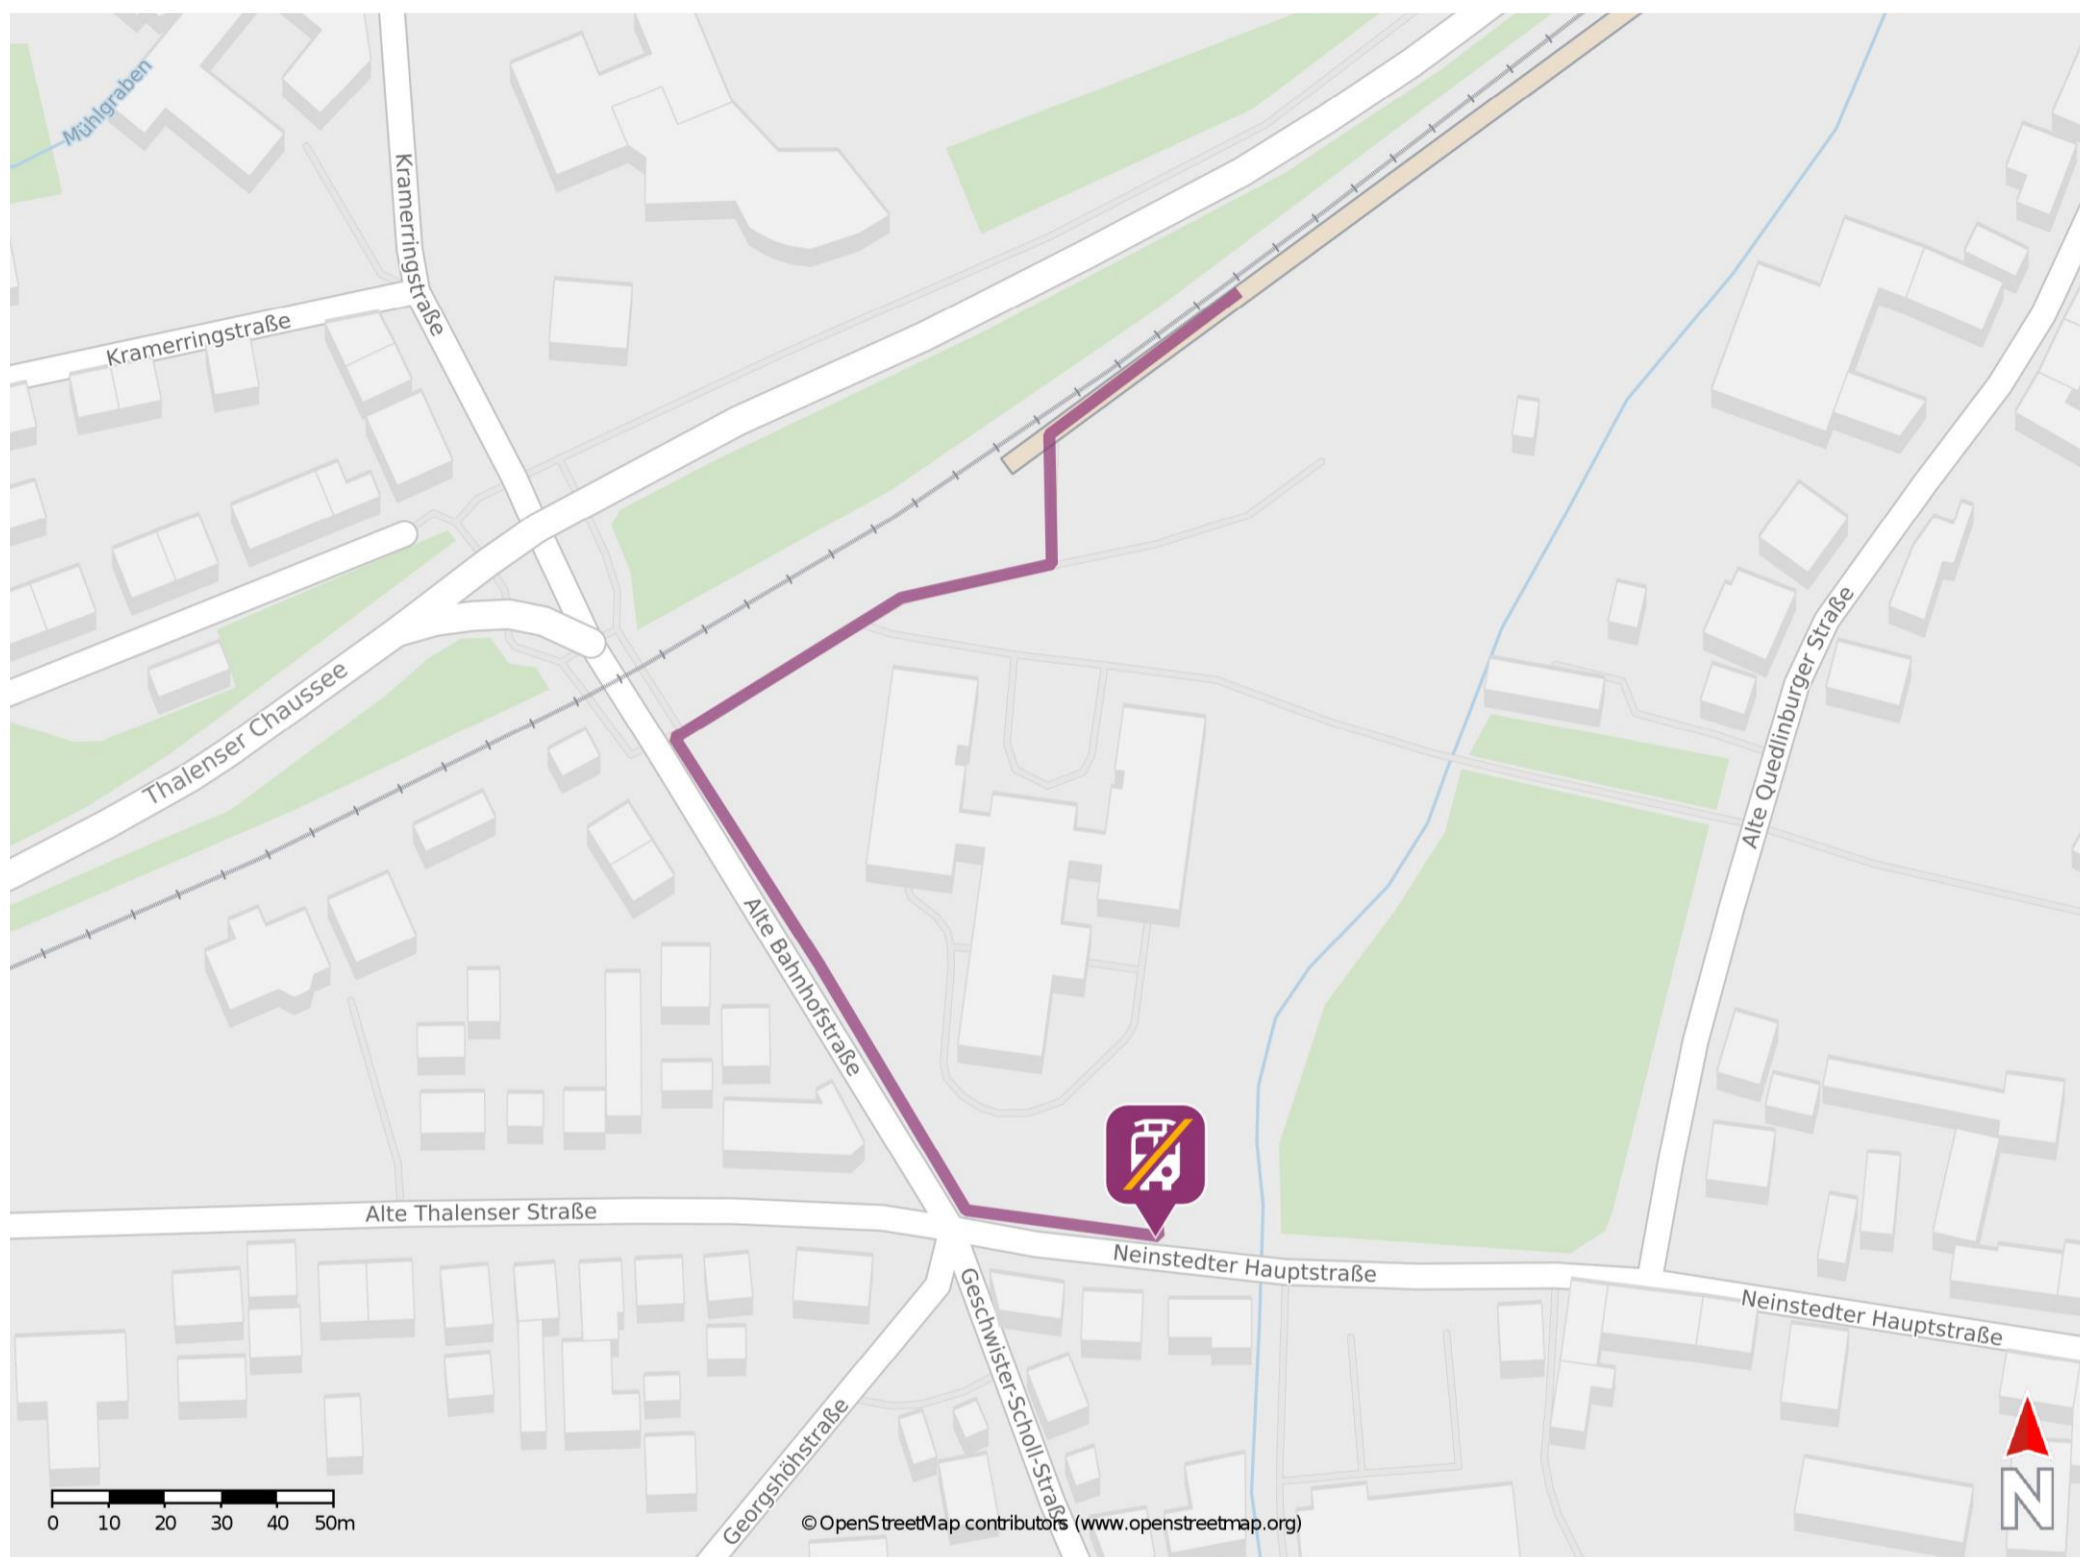 Mühlgraben
Kramerringstraße
Kramerringstraße
Thalenser Chaussee
Alte Quedlinburger Straße
Alte Bahnhofstraße
Alte Thalenser Straße
Neinstedter Hauptstraße
Neinstedter Hauptstraße
Geschwister-Scholl-Straße
Georgshöhstraße
0 10 20 30 40 50m
©OpenStreetMap contributors (www.openstreetmap.org)
N